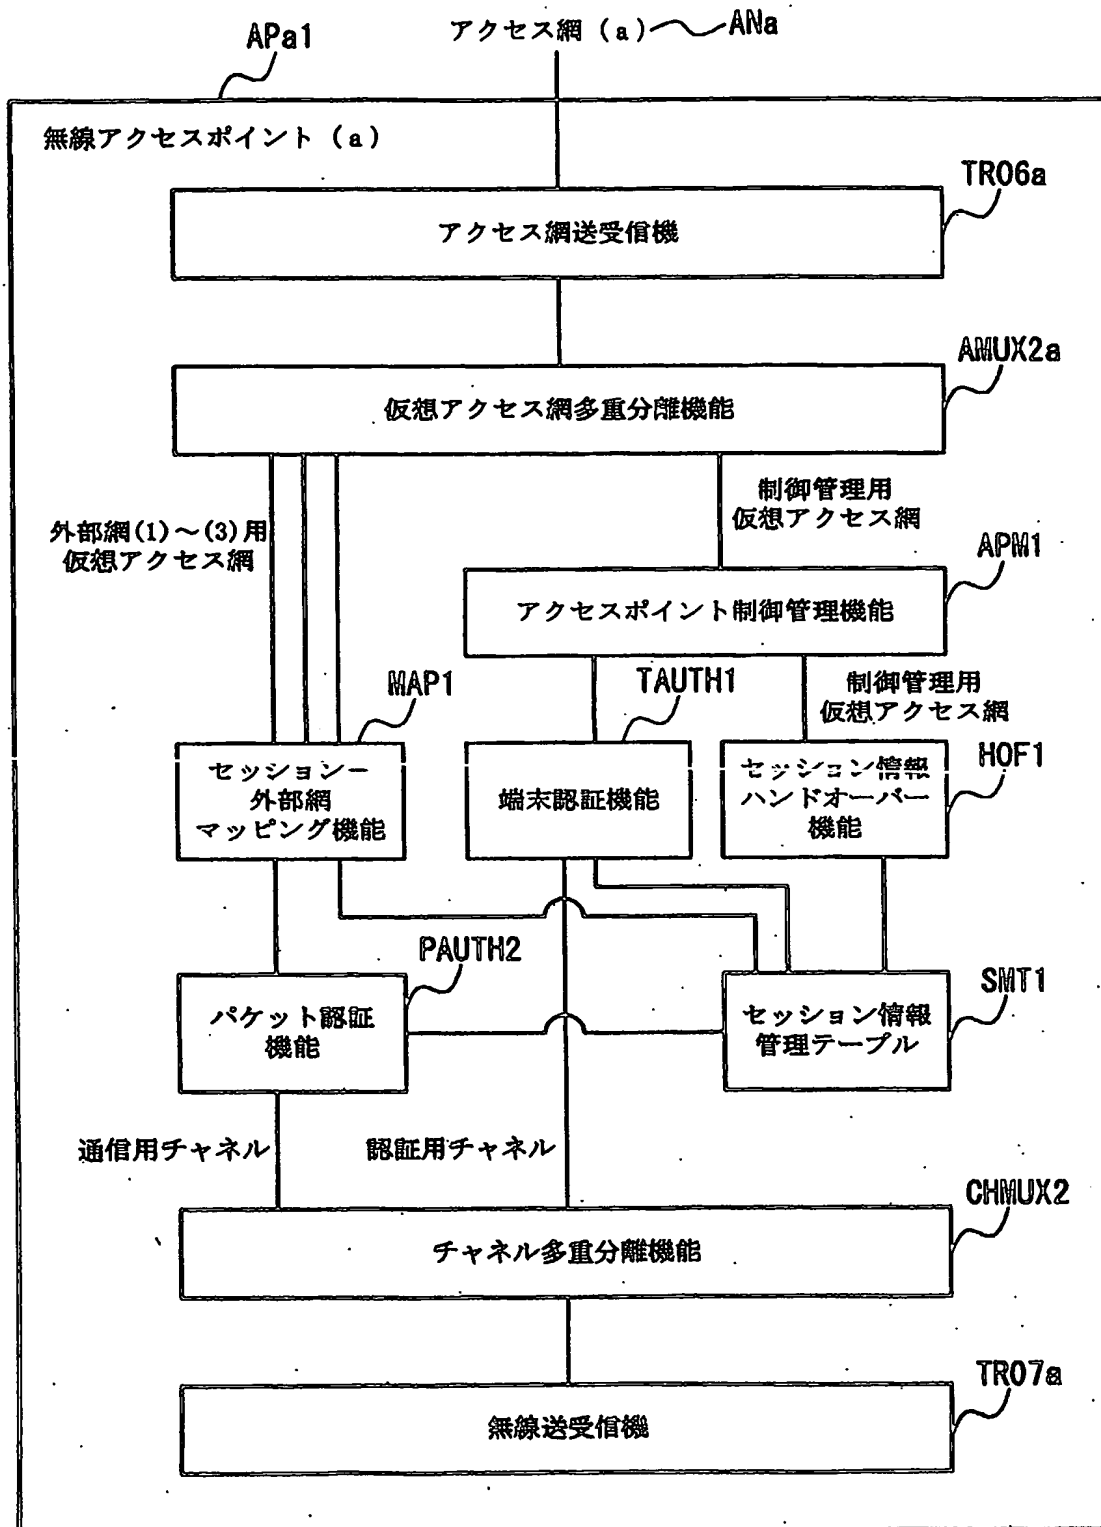 アクセス網(a)
ANa
APa1
無線アクセスポイント(a)
TR06a
アクセス網送受信機
AMUX2a
仮想アクセス網多重分離機能
外部網(1)～(3)用
仮想アクセス網
制御管理用
仮想アクセス網
APM1
アクセスポイント制御管理機能
MAP1
TAUTH1
制御管理用
仮想アクセス網
HOF1
セッションー
外部網
マッピング機能
端末認証機能
セッション情報
ハンドオーバー
機能
PAUTH2
SMT1
パケット認証
機能
セッション情報
管理テーブル
通信用チャネル
認証用チャネル
CHMUX2
チャネル多重分離機能
TR07a
無線送受信機